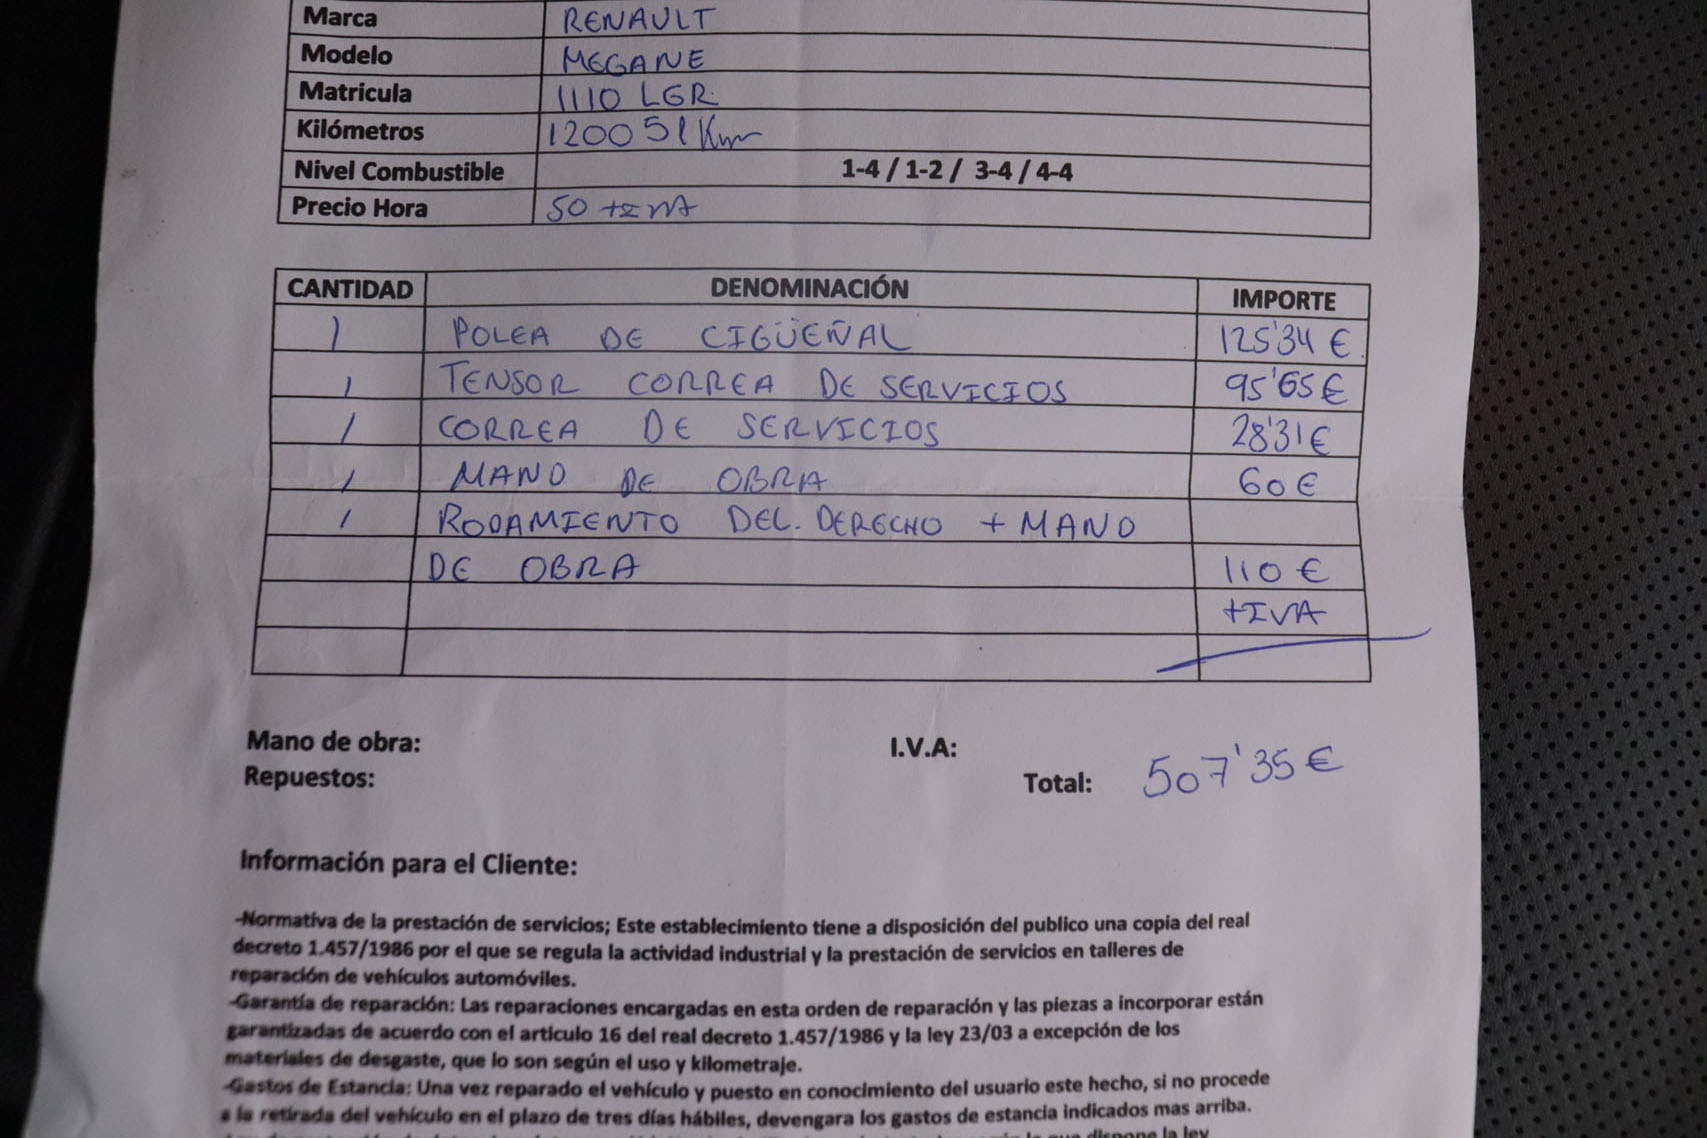 Marca RENAULT
Modelo MEGANE
Matricula 1110 LGR
Kilómetros 120051 Km
Nivel Combustible 1-4 / 1-2 / 3-4 / 4-4
Precio Hora 50 + IVA
CANTIDAD DENOMINACIÓN IMPORTE
1 POLEA DE CIGÜEÑAL 125'34 €
1 TENSOR CORREA DE SERVICIOS 95'65 €
1 CORREA DE SERVICIOS 28'31 €
1 MANO DE OBRA 60 €
1 RODAMIENTO DEL. DERECHO + MANO
DE OBRA 110 €
+IVA
Mano de obra: I.V.A:
Repuestos: Total: 507'35 €
Información para el Cliente:
-Normativa de la prestación de servicios; Este establecimiento tiene a disposición del publico una copia del real
decreto 1.457/1986 por el que se regula la actividad industrial y la prestación de servicios en talleres de
reparación de vehículos automóviles.
-Garantía de reparación: Las reparaciones encargadas en esta orden de reparación y las piezas a incorporar están
garantizadas de acuerdo con el articulo 16 del real decreto 1.457/1986 y la ley 23/03 a excepción de los
materiales de desgaste, que lo son según el uso y kilometraje.
-Gastos de Estancia: Una vez reparado el vehículo y puesto en conocimiento del usuario este hecho, si no procede
a la retirada del vehículo en el plazo de tres días hábiles, devengara los gastos de estancia indicados mas arriba.
que dispone la ley